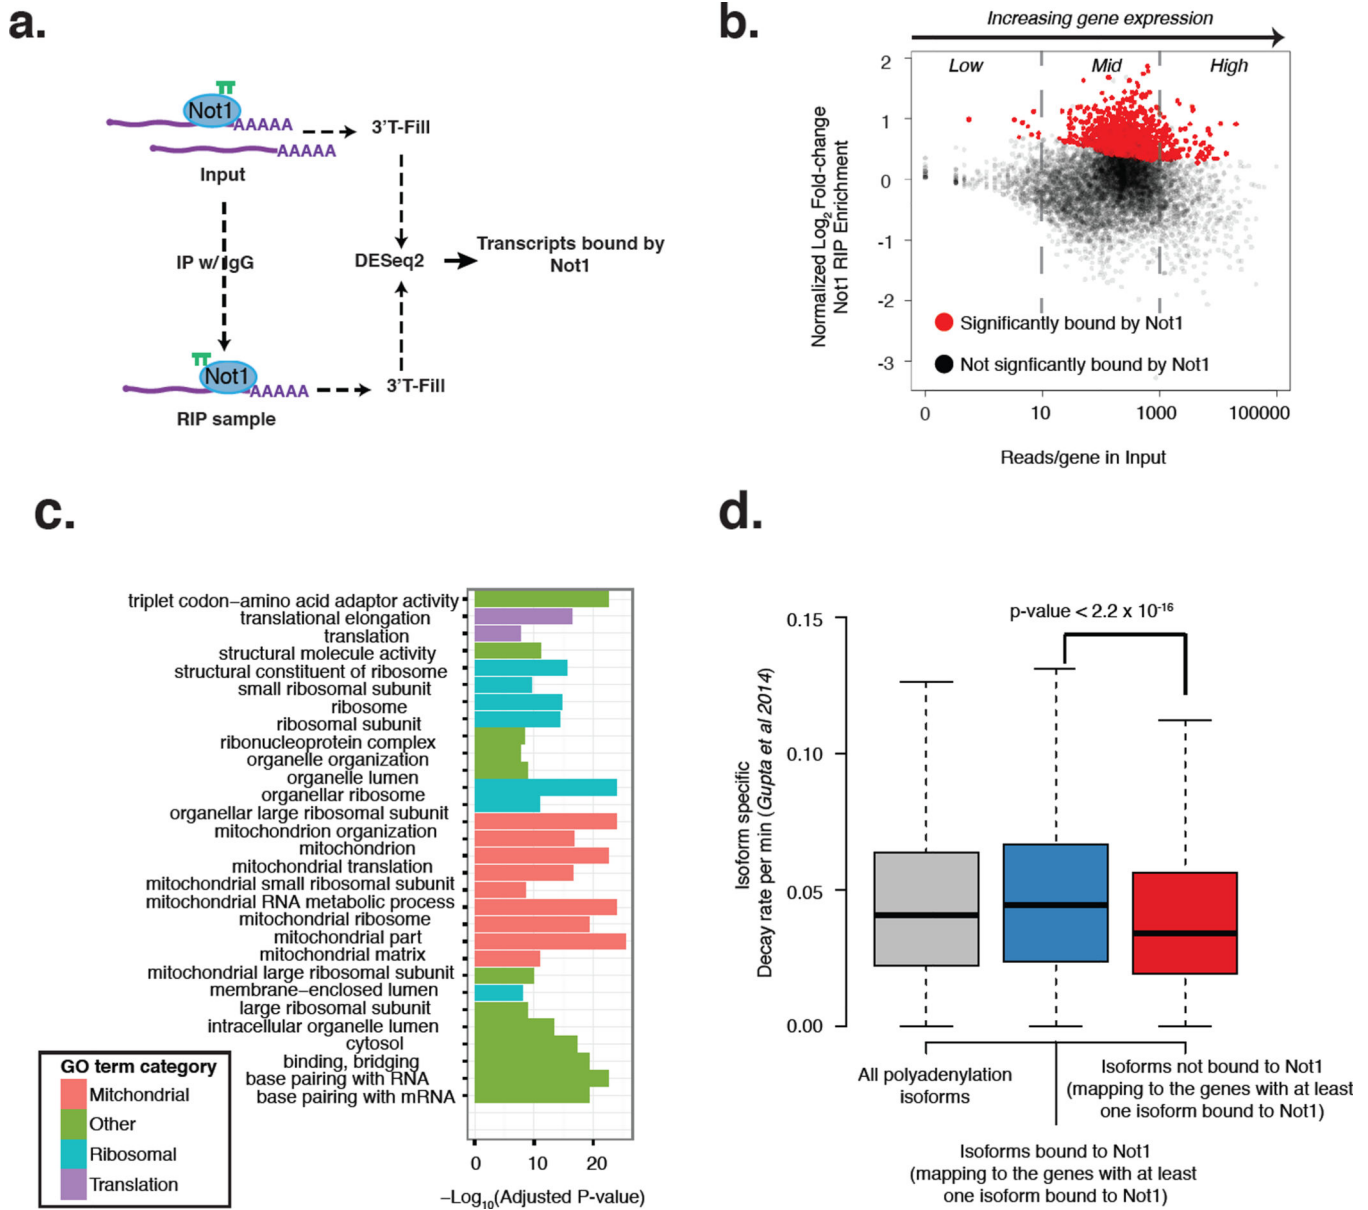 a.
Not1
AAAAA
AAAAA
Input
3'T-Fill
IP w/ IgG
DESeq2
Transcripts bound by
Not1
Not1
AAAAA
RIP sample
3'T-Fill
b.
Increasing gene expression
Low
Mid
High
Normalized Log2 Fold-change
Not1 RIP Enrichment
2
1
0
-1
-2
-3
Significantly bound by Not1
Not signficantly bound by Not1
0
10
1000
100000
Reads/gene in Input
c.
triplet codon−amino acid adaptor activity
translational elongation
translation
structural molecule activity
structural constituent of ribosome
small ribosomal subunit
ribosome
ribosomal subunit
ribonucleoprotein complex
organelle organization
organelle lumen
organellar ribosome
organellar large ribosomal subunit
mitochondrion organization
mitochondrion
mitochondrial translation
mitochondrial small ribosomal subunit
mitochondrial RNA metabolic process
mitochondrial ribosome
mitochondrial part
mitochondrial matrix
mitochondrial large ribosomal subunit
membrane−enclosed lumen
large ribosomal subunit
intracellular organelle lumen
cytosol
binding, bridging
base pairing with RNA
base pairing with mRNA
GO term category
Mitchondrial
Other
Ribosomal
Translation
0
10
20
−Log10(Adjusted P-value)
d.
p-value < 2.2 x 10-16
Isoform specific
Decay rate per min (Gupta et al 2014)
0.15
0.10
0.05
0.00
All polyadenylation
isoforms
Isoforms not bound to Not1
(mapping to the genes with at least
one isoform bound to Not1)
Isoforms bound to Not1
(mapping to the genes with at least
one isoform bound to Not1)